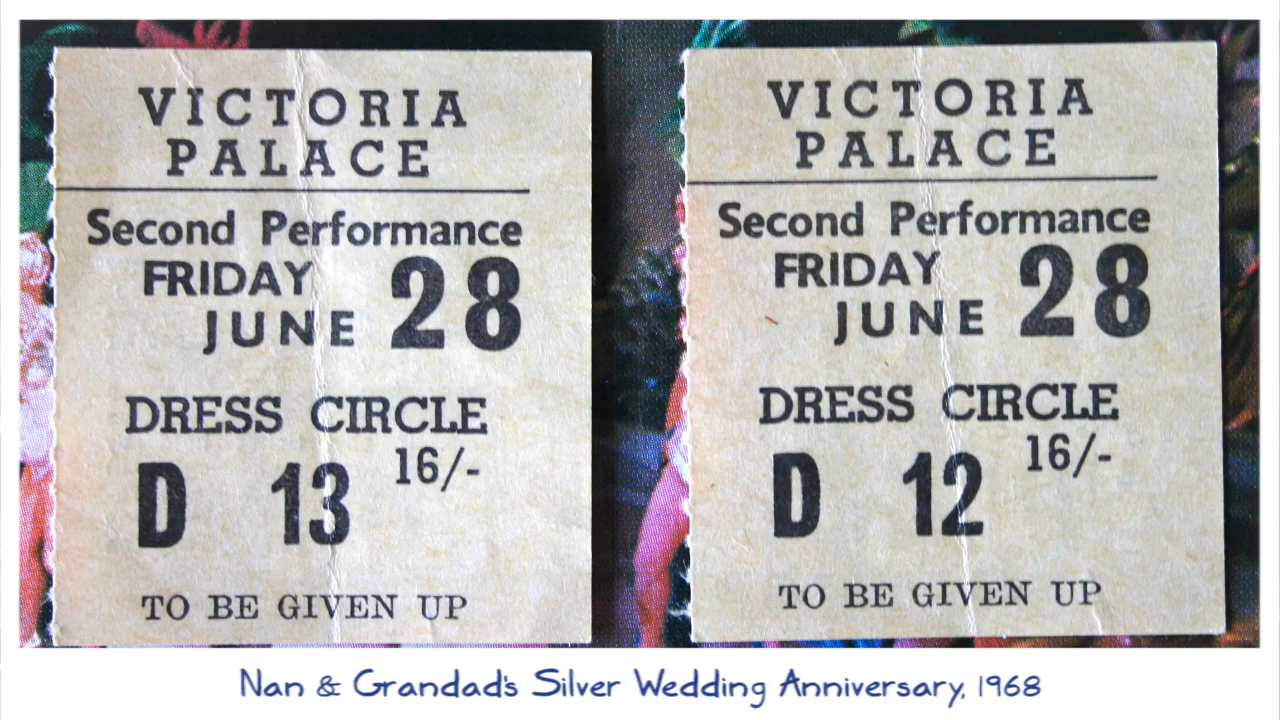 VICTORIA
PALACE
Second Performance
FRIDAY
JUNE 28
DRESS CIRCLE
D 13 16/-
TO BE GIVEN UP
VICTORIA
PALACE
Second Performance
FRIDAY
JUNE 28
DRESS CIRCLE
D 12 16/-
TO BE GIVEN UP
Nan & Grandad's Silver Wedding Anniversary, 1968